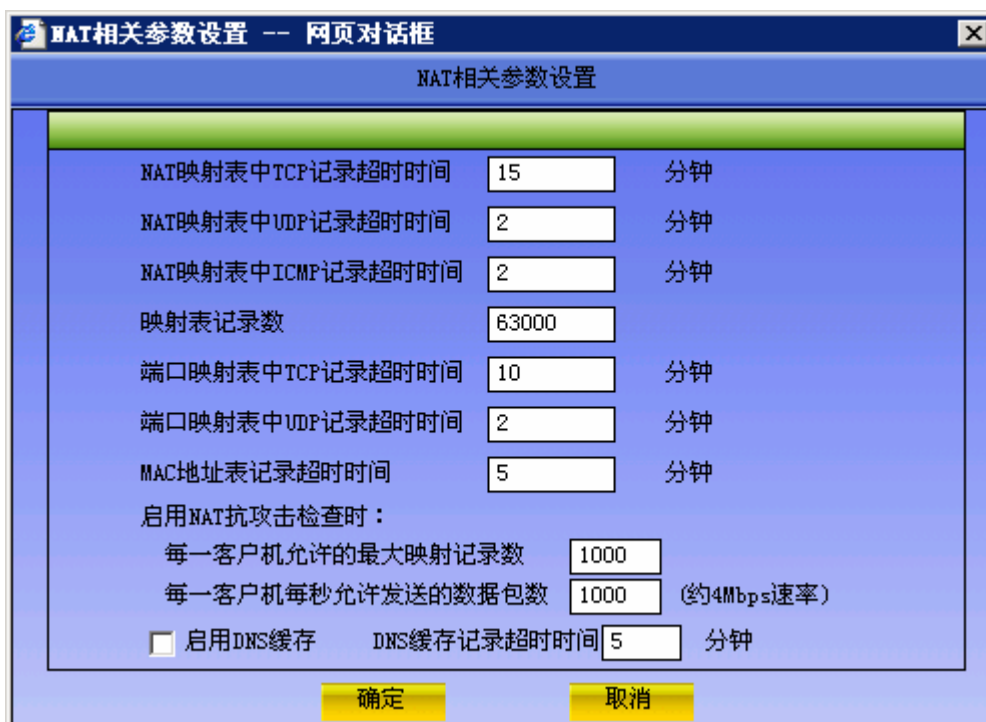 NAT相关参数设置 -- 网页对话框
NAT相关参数设置
NAT映射表中TCP记录超时时间 15 分钟
NAT映射表中UDP记录超时时间 2 分钟
NAT映射表中ICMP记录超时时间 2 分钟
映射表记录数 63000
端口映射表中TCP记录超时时间 10 分钟
端口映射表中UDP记录超时时间 2 分钟
MAC地址表记录超时时间 5 分钟
启用NAT抗攻击检查时：
每一客户机允许的最大映射记录数 1000
每一客户机每秒允许发送的数据包数 1000 (约4Mbps速率)
启用DNS缓存 DNS缓存记录超时时间 5 分钟
确定 取消